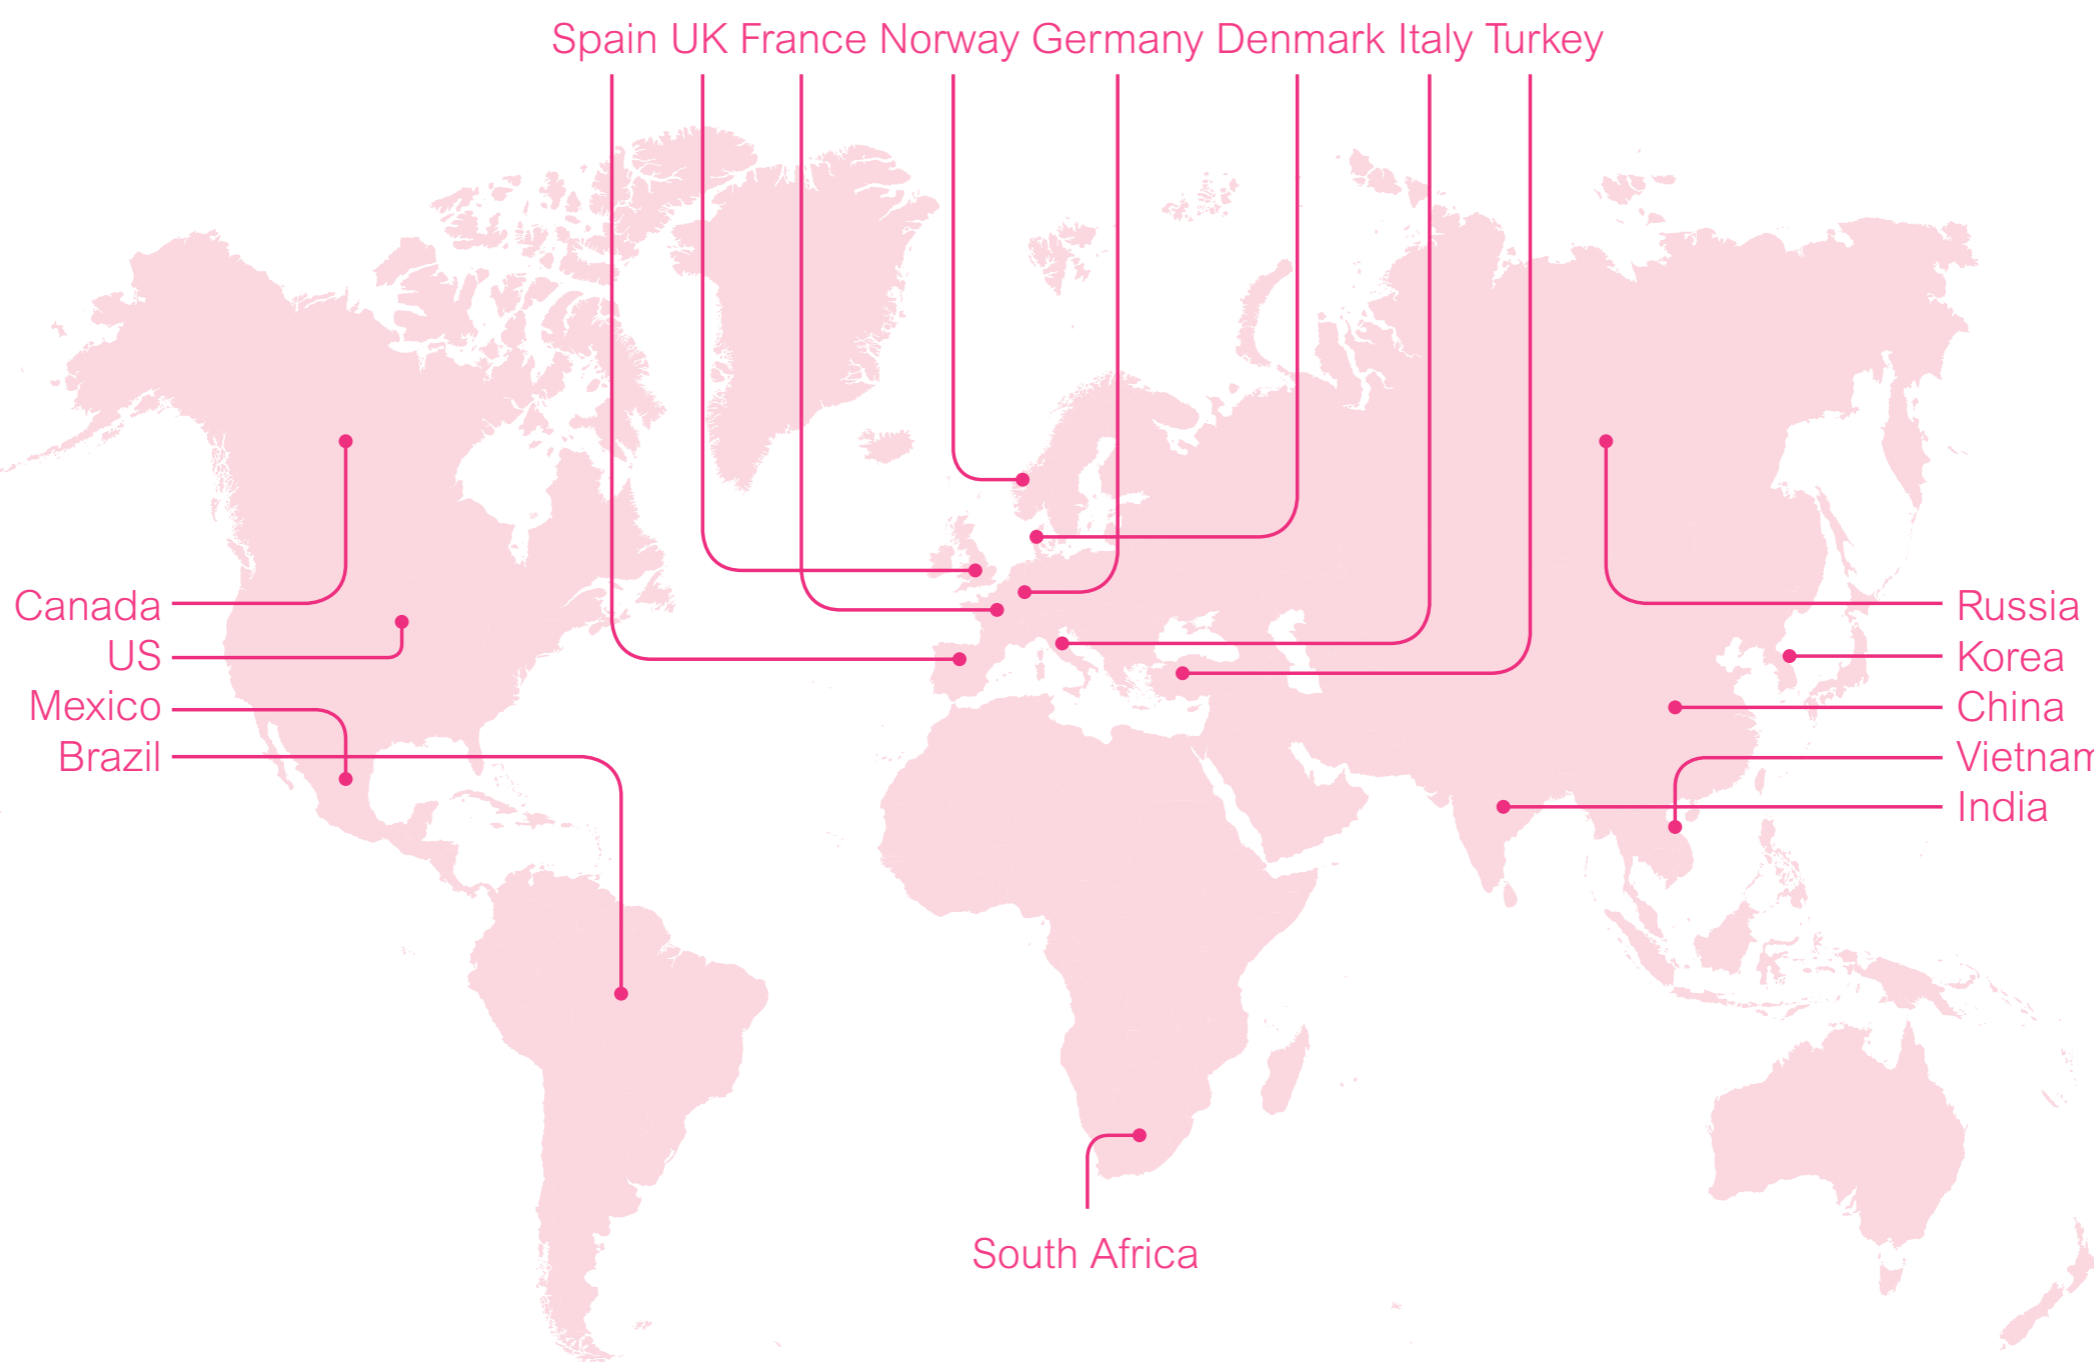 Spain UK France Norway Germany Denmark Italy Turkey
Canada
US
Mexico
Brazil
Russia
Korea
China
Vietnam
India
South Africa